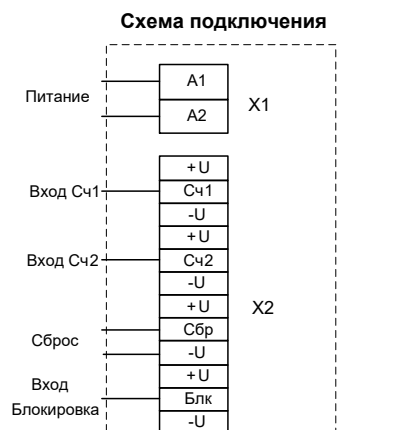 Схема подключения
Питание
A1
A2
X1
+U
Вход Сч1
Сч1
-U
+U
Вход Сч2
Сч2
-U
+U
X2
Сброс
Сбр
-U
+U
Вход
Блокировка
Блк
-U